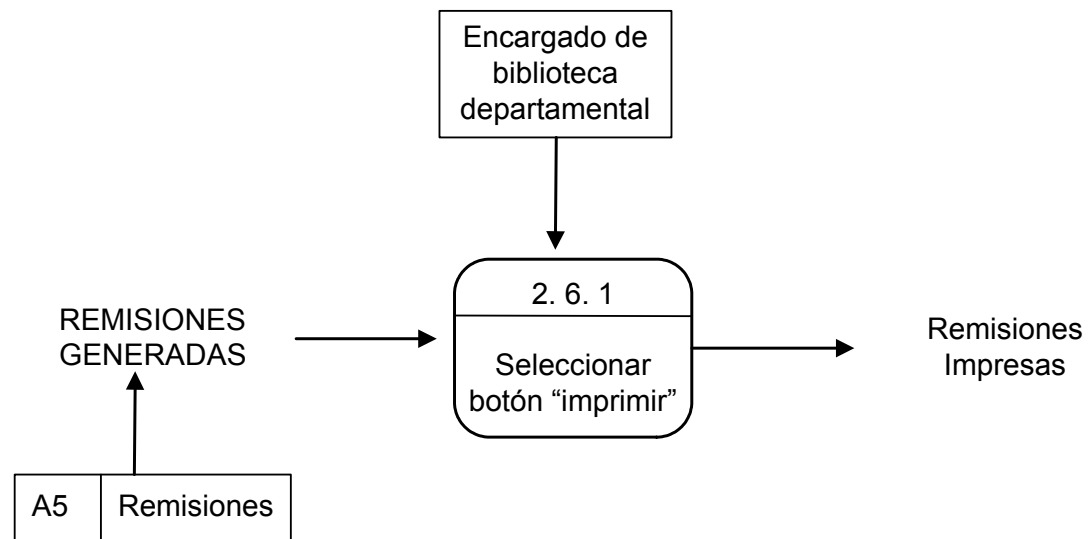 Encargado de
biblioteca
departamental
2. 6. 1
Seleccionar
botón “imprimir”
REMISIONES
GENERADAS
Remisiones
Impresas
A5
Remisiones